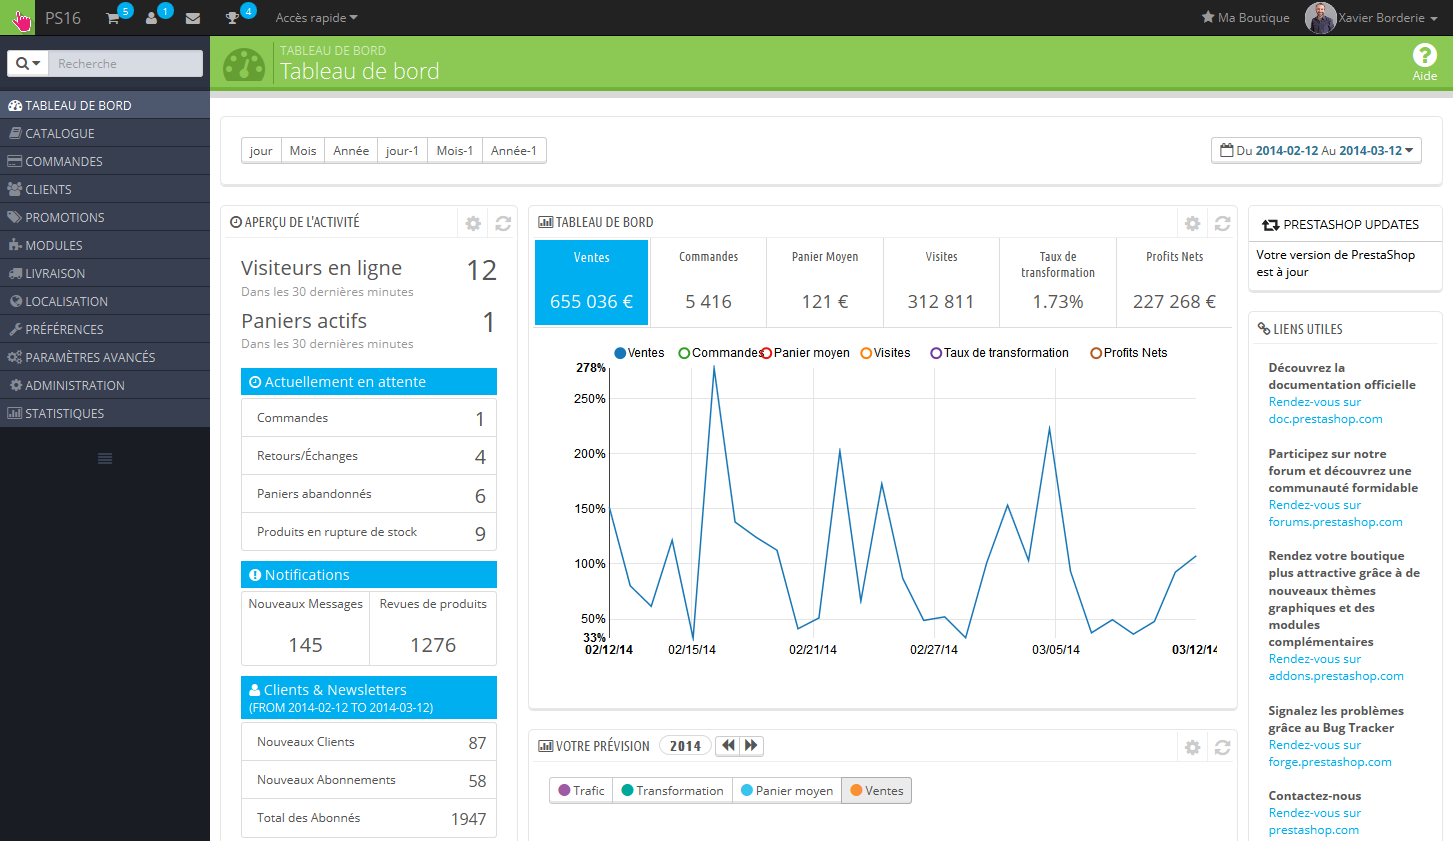 PS16 5 1 4 Accès rapide Ma Boutique Xavier Borderie
Recherche
TABLEAU DE BORD
Tableau de bord
Aide
TABLEAU DE BORD
CATALOGUE
COMMANDES
CLIENTS
PROMOTIONS
MODULES
LIVRAISON
LOCALISATION
PRÉFÉRENCES
PARAMÈTRES AVANCÉS
ADMINISTRATION
STATISTIQUES
jour Mois Année jour-1 Mois-1 Année-1
Du 2014-02-12 Au 2014-03-12
APERÇU DE L'ACTIVITÉ
Visiteurs en ligne 12
Dans les 30 dernières minutes
Paniers actifs 1
Dans les 30 dernières minutes
Actuellement en attente
Commandes 1
Retours/Échanges 4
Paniers abandonnés 6
Produits en rupture de stock 9
Notifications
Nouveaux Messages Revues de produits
145 1276
Clients & Newsletters
(FROM 2014-02-12 TO 2014-03-12)
Nouveaux Clients 87
Nouveaux Abonnements 58
Total des Abonnés 1947
TABLEAU DE BORD
Ventes
655 036 €
Commandes
5 416
Panier Moyen
121 €
Visites
312 811
Taux de
transformation
1.73%
Profits Nets
227 268 €
Ventes Commandes Panier moyen Visites Taux de transformation Profits Nets
278%
250%
200%
150%
100%
50%
33%
02/12/14 02/15/14 02/21/14 02/27/14 03/05/14 03/12/14
VOTRE PRÉVISION 2014
Trafic Transformation Panier moyen Ventes
PRESTASHOP UPDATES
Votre version de PrestaShop
est à jour
LIENS UTILES
Découvrez la
documentation officielle
Rendez-vous sur
doc.prestashop.com
Participez sur notre
forum et découvrez une
communauté formidable
Rendez-vous sur
forums.prestashop.com
Rendez votre boutique
plus attractive grâce à de
nouveaux thèmes
graphiques et des
modules
complémentaires
Rendez-vous sur
addons.prestashop.com
Signalez les problèmes
grâce au Bug Tracker
Rendez-vous sur
forge.prestashop.com
Contactez-nous
Rendez-vous sur
prestashop.com